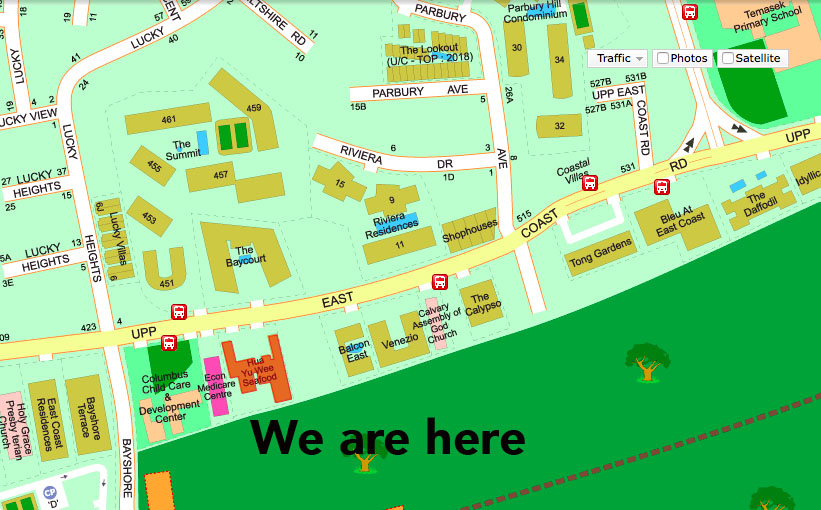 PARBURY
Parbury Hill
Condominium
Temasek
Primary School
18
19
11
LUCKY
40
41
24
11
10
LTSHIRE RD
The Lookout
(U/C - TOP - 2018)
30
34
Traffic
Photos
Satellite
LUCKY
19
15B
PARBURY AVE
5
26A
527B
531B
UPP EAST
527B
531A
COAST RD
4
2
UCKY VIEW
1
LUCKY
461
459
The
Summit
455
457
32
UPP
RIVIERA DR
6
3
1D
1
AVE
8
531
RD
27
LUCKY
37
HEIGHTS
25
15
15
9
Coastal
Villas
Idyllic
6J
Lucky Villas
6
453
Riviera
Residences
11
Shophouses
515
COAST
Bleu At
East Coast
The
Daffodil
5A
LUCKY
13
HEIGHTS
5
3E
HEIGHTS
The
Baycourt
451
Tong Gardens
09
423
4
UPP
EAST
Calvary
Assembly of
God
Church
The
Calypso
Balcon
East
Venezio
Columbus
Child Care
&
Development
Center
Econ
Medicare
Centre
Hua
Yu Wee
Seafood
Holy Grace
Presbyterian
Church
East Coast
Residences
Bayshore
Terrace
BAYSHORE
We are here
CP